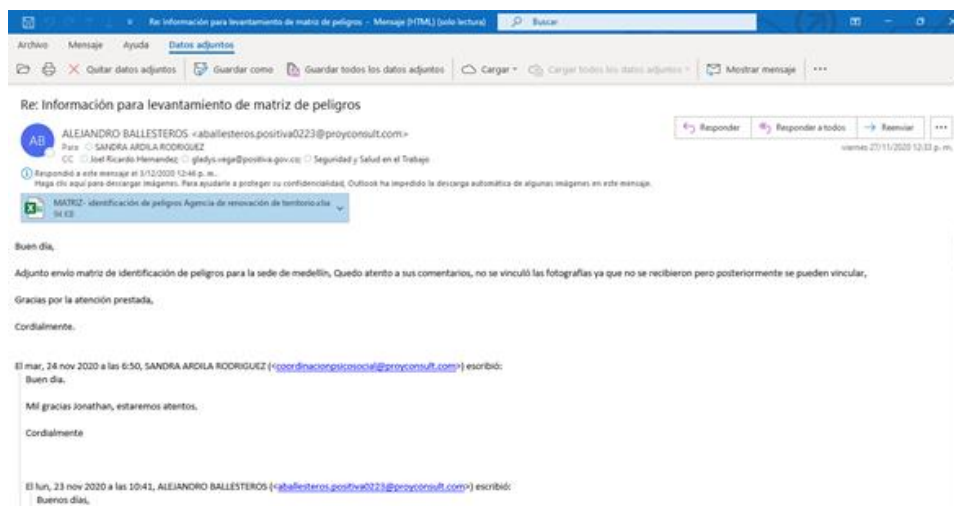 Re: Información para levantamiento de matriz de peligros - Mensaje (HTML) (solo lectura)
Buscar
Archivo Mensaje Ayuda Datos adjuntos
Quitar datos adjuntos Guardar como Guardar todos los datos adjuntos Cargar Cargar todos los datos adjuntos Mostrar mensaje
Re: Información para levantamiento de matriz de peligros
AB
ALEJANDRO BALLESTEROS <aballesteros.positiva0223@proyconsult.com>
Para SANDRA ARDILA RODRIGUEZ
CC Joel Ricardo Hernandez; gladys.vega@positiva.gov.co; Seguridad y Salud en el Trabajo
Responder Responder a todos Reenviar
viernes 27/11/2020 12:33 p. m.
Respondió a este mensaje el 3/12/2020 12:46 p. m..
Haga clic aquí para descargar imágenes. Para ayudarle a proteger su confidencialidad, Outlook ha impedido la descarga automática de algunas imágenes en este mensaje.
MATRIZ- identificación de peligros Agencia de renovación de territorio.xlsx
94 KB
Buen día,
Adjunto envío matriz de identificación de peligros para la sede de medellín, Quedo atento a sus comentarios, no se vinculó las fotografías ya que no se recibieron pero posteriormente se pueden vincular,
Gracias por la atención prestada,
Cordialmente.
El mar, 24 nov 2020 a las 6:50, SANDRA ARDILA RODRIGUEZ (<coordinacionpsicosocial@proyconsult.com>) escribió:
Buen dia.
Mil gracias Jonathan, estaremos atentos.
Cordialmente
El lun, 23 nov 2020 a las 10:41, ALEJANDRO BALLESTEROS (<aballesteros.positiva0223@proyconsult.com>) escribió:
Buenos días,